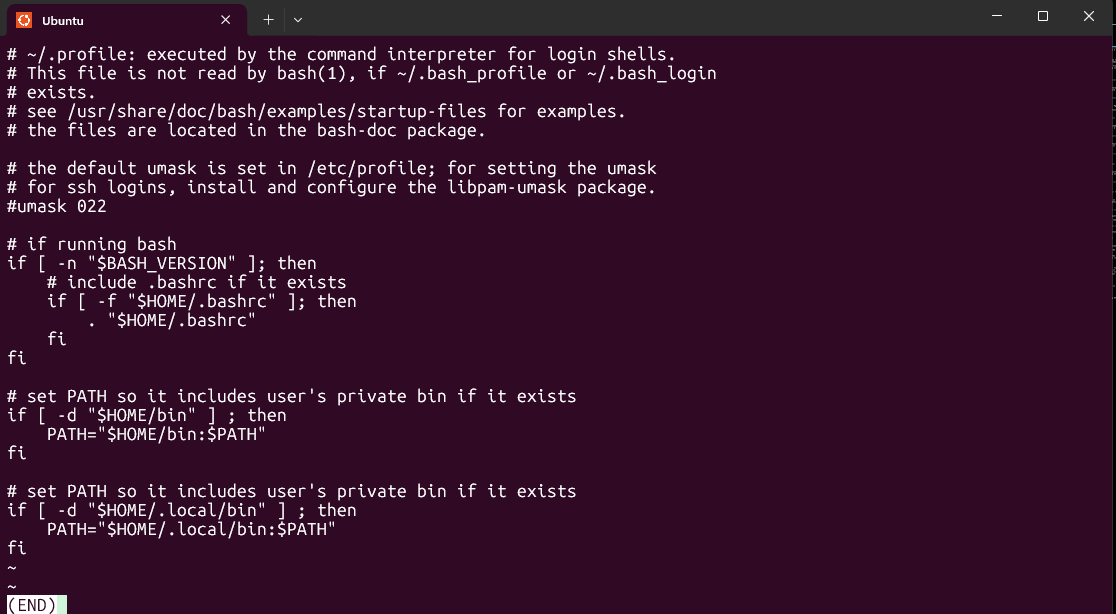 Ubuntu
# ~/.profile: executed by the command interpreter for login shells.
# This file is not read by bash(1), if ~/.bash_profile or ~/.bash_login
# exists.
# see /usr/share/doc/bash/examples/startup-files for examples.
# the files are located in the bash-doc package.

# the default umask is set in /etc/profile; for setting the umask
# for ssh logins, install and configure the libpam-umask package.
#umask 022

# if running bash
if [ -n "$BASH_VERSION" ]; then
    # include .bashrc if it exists
    if [ -f "$HOME/.bashrc" ]; then
        . "$HOME/.bashrc"
    fi
fi

# set PATH so it includes user's private bin if it exists
if [ -d "$HOME/bin" ] ; then
    PATH="$HOME/bin:$PATH"
fi

# set PATH so it includes user's private bin if it exists
if [ -d "$HOME/.local/bin" ] ; then
    PATH="$HOME/.local/bin:$PATH"
fi
~
~
(END)